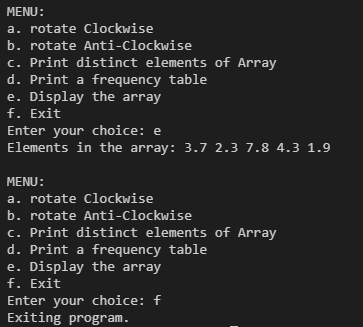 MENU:
a. rotate Clockwise
b. rotate Anti-Clockwise
c. Print distinct elements of Array
d. Print a frequency table
e. Display the array
f. Exit
Enter your choice: e
Elements in the array: 3.7 2.3 7.8 4.3 1.9

MENU:
a. rotate Clockwise
b. rotate Anti-Clockwise
c. Print distinct elements of Array
d. Print a frequency table
e. Display the array
f. Exit
Enter your choice: f
Exiting program.